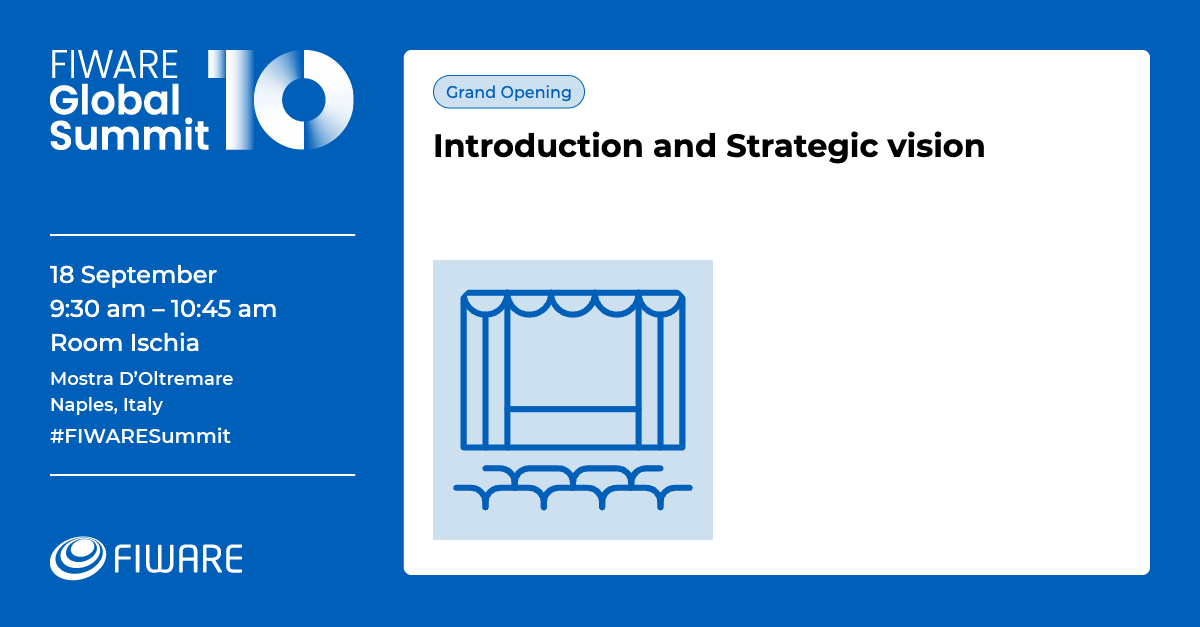 FIWARE
Global
Summit
10
18 September
9:30 am – 10:45 am
Room Ischia
Mostra D’Oltremare
Naples, Italy
#FIWARESummit
FIWARE
Grand Opening
Introduction and Strategic vision